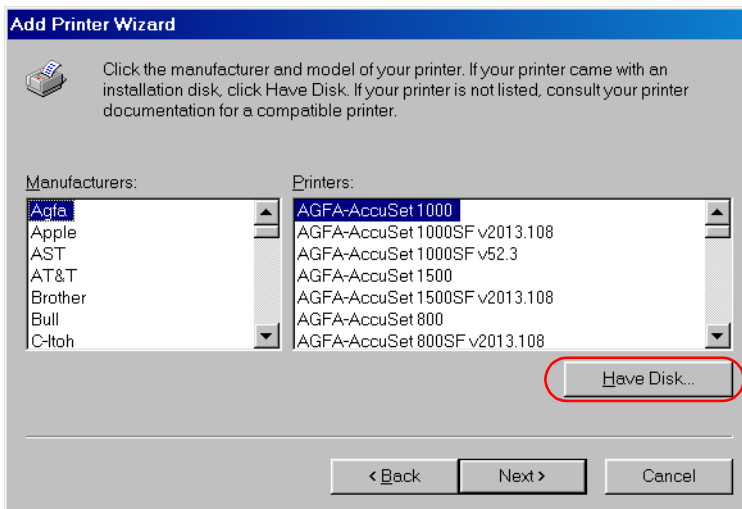 Add Printer Wizard
Click the manufacturer and model of your printer. If your printer came with an
installation disk, click Have Disk. If your printer is not listed, consult your printer
documentation for a compatible printer.
Manufacturers:
Agfa
Apple
AST
AT&T
Brother
Bull
C-Itoh
Printers:
AGFA-AccuSet 1000
AGFA-AccuSet 1000SF v2013.108
AGFA-AccuSet 1000SF v52.3
AGFA-AccuSet 1500
AGFA-AccuSet 1500SF v2013.108
AGFA-AccuSet 800
AGFA-AccuSet 800SF v2013.108
Have Disk...
< Back
Next >
Cancel